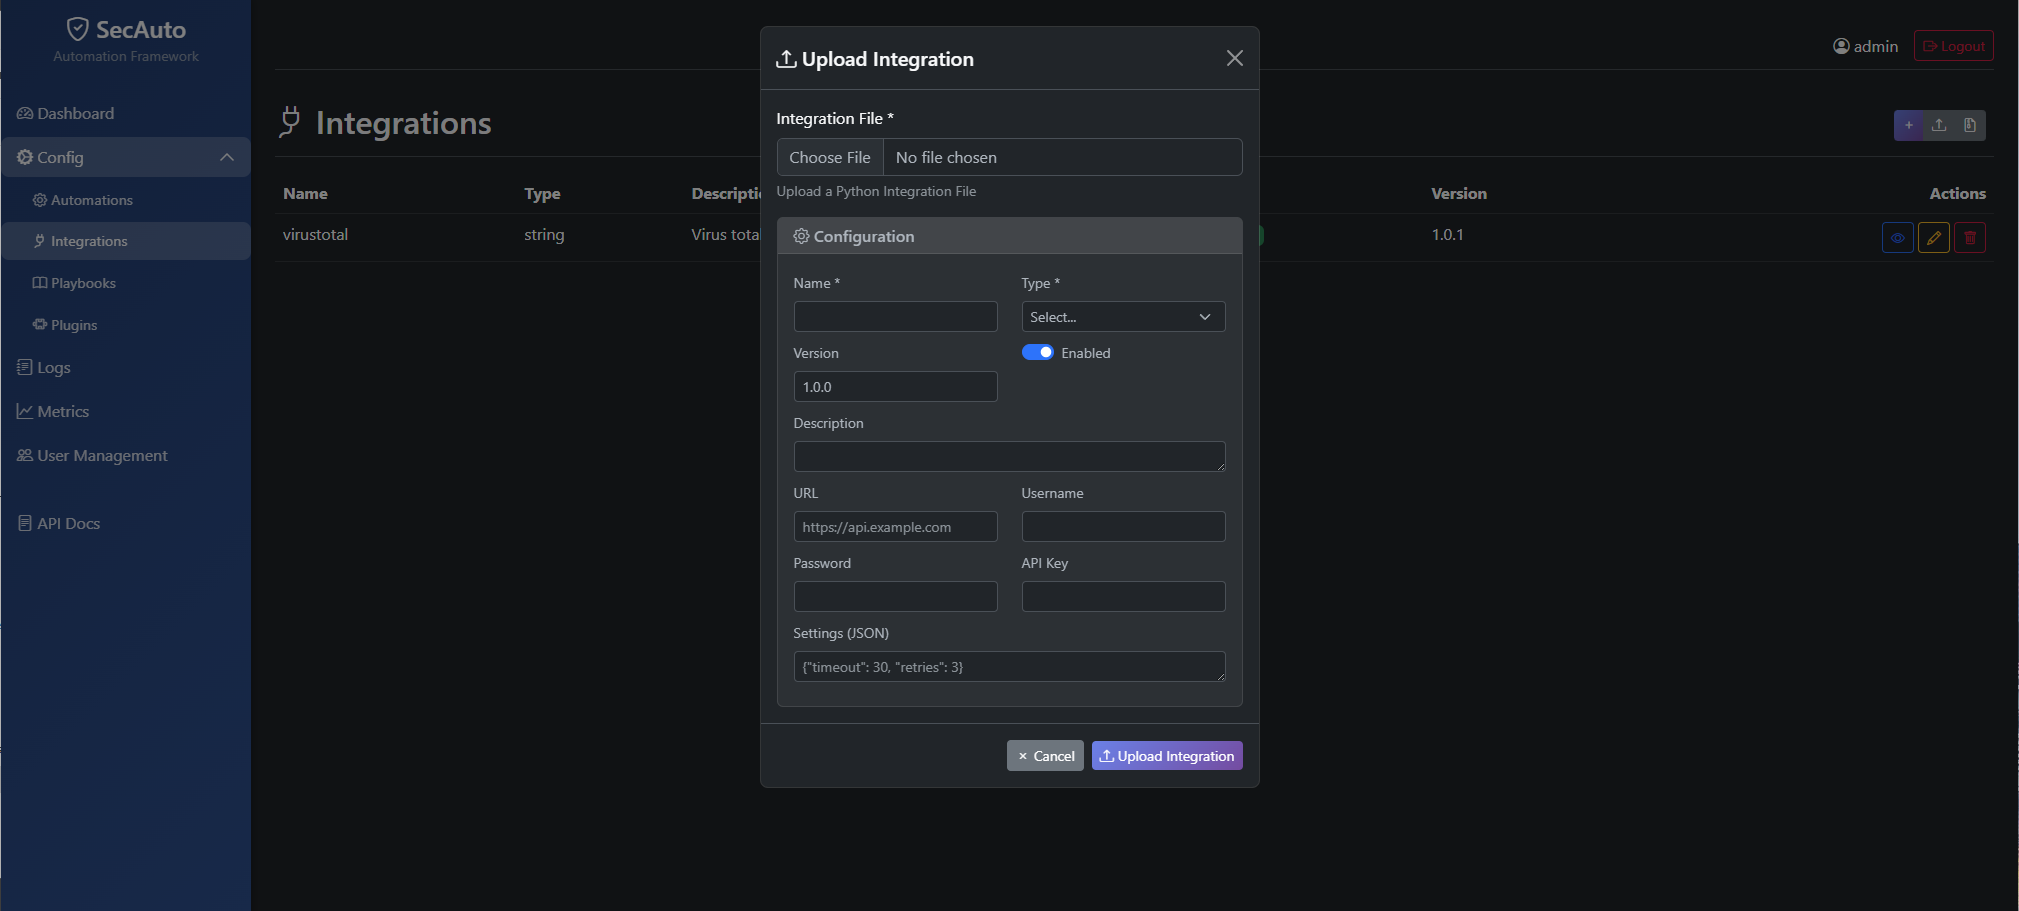 SecAuto
Automation Framework
Dashboard
Config
Automations
Integrations
Playbooks
Plugins
Logs
Metrics
User Management
API Docs
admin
Logout
Integrations
Name Type Descripti Version Actions
virustotal string Virus total 1.0.1
Upload Integration
Integration File *
Choose File No file chosen
Upload a Python Integration File
Configuration
Name * Type *
Select...
Version Enabled
1.0.0
Description
URL Username
https://api.example.com
Password API Key
Settings (JSON)
{"timeout": 30, "retries": 3}
× Cancel Upload Integration